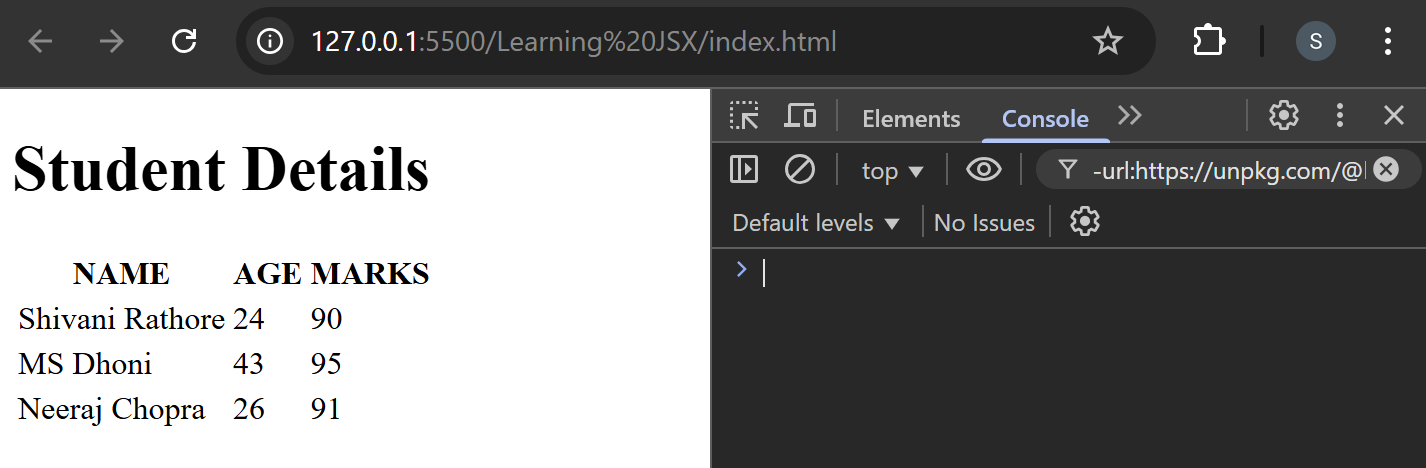 127.0.0.1:5500/Learning%20JSX/index.html
S
Student Details
NAME AGE MARKS
Shivani Rathore 24 90
MS Dhoni 43 95
Neeraj Chopra 26 91
Elements Console
top
-url:https://unpkg.com/@
Default levels
No Issues